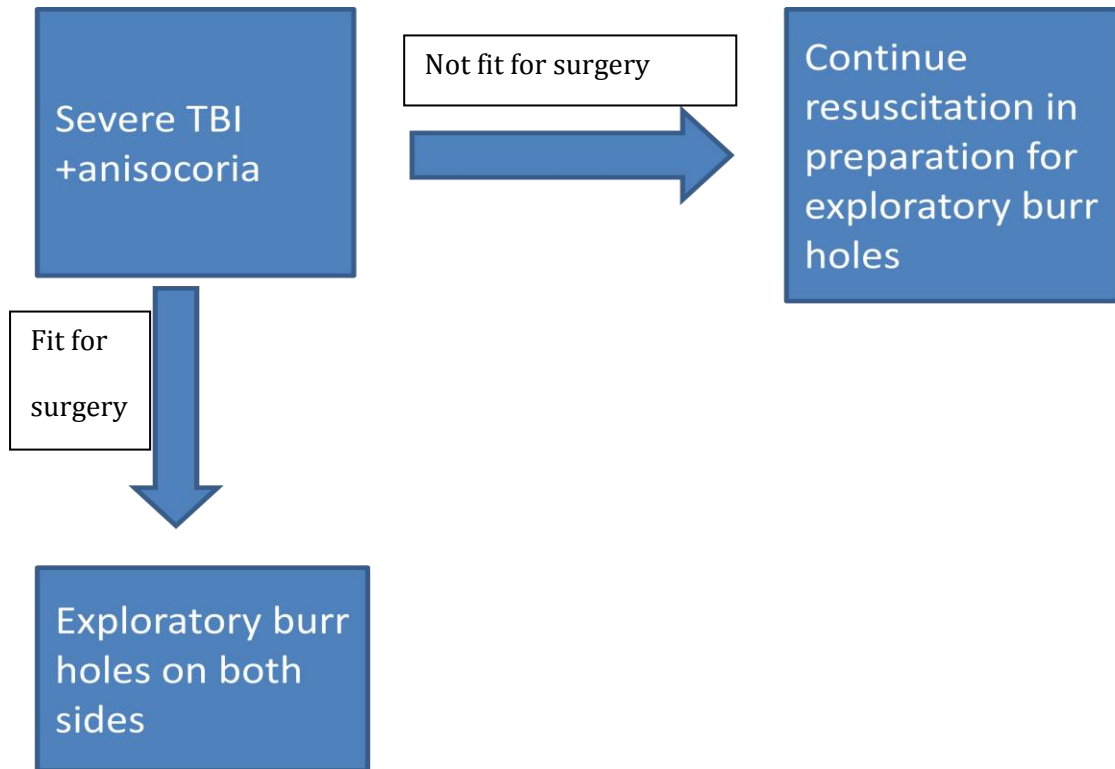 Severe TBI
+anisocoria
Not fit for surgery
Continue
resuscitation in
preparation for
exploratory burr
holes
Fit for
surgery
Exploratory burr
holes on both
sides